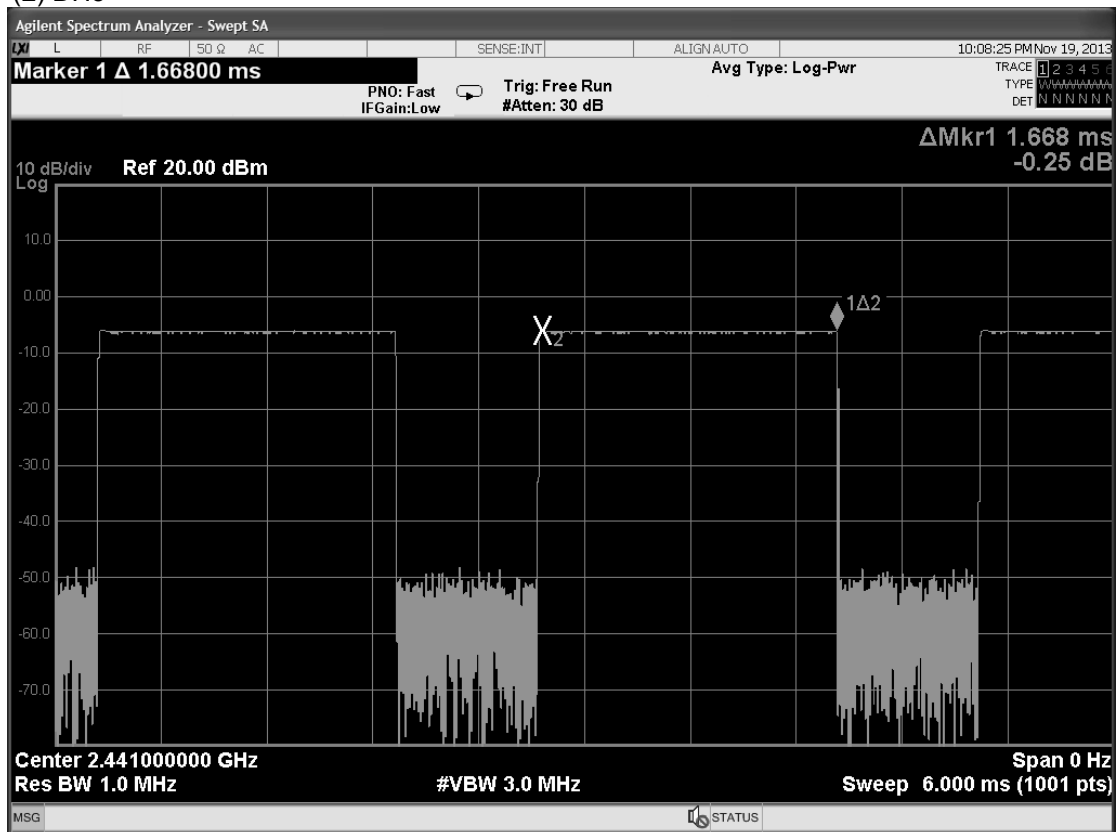 Agilent Spectrum Analyzer - Swept SA
LXI L RF 50 Ω AC SENSE:INT ALIGN AUTO 10:08:25 PM Nov 19, 2013
Marker 1 Δ 1.66800 ms
Avg Type: Log-Pwr
TRACE 1 2 3 4 5 6
PNO: Fast
Trig: Free Run
TYPE
IFGain:Low
#Atten: 30 dB
DET N N N N N N
ΔMkr1 1.668 ms
-0.25 dB
10 dB/div Ref 20.00 dBm
Log
10.0
0.00
1Δ2
X2
-10.0
-20.0
-30.0
-40.0
-50.0
-60.0
-70.0
Center 2.441000000 GHz Span 0 Hz
Res BW 1.0 MHz #VBW 3.0 MHz Sweep 6.000 ms (1001 pts)
MSG STATUS